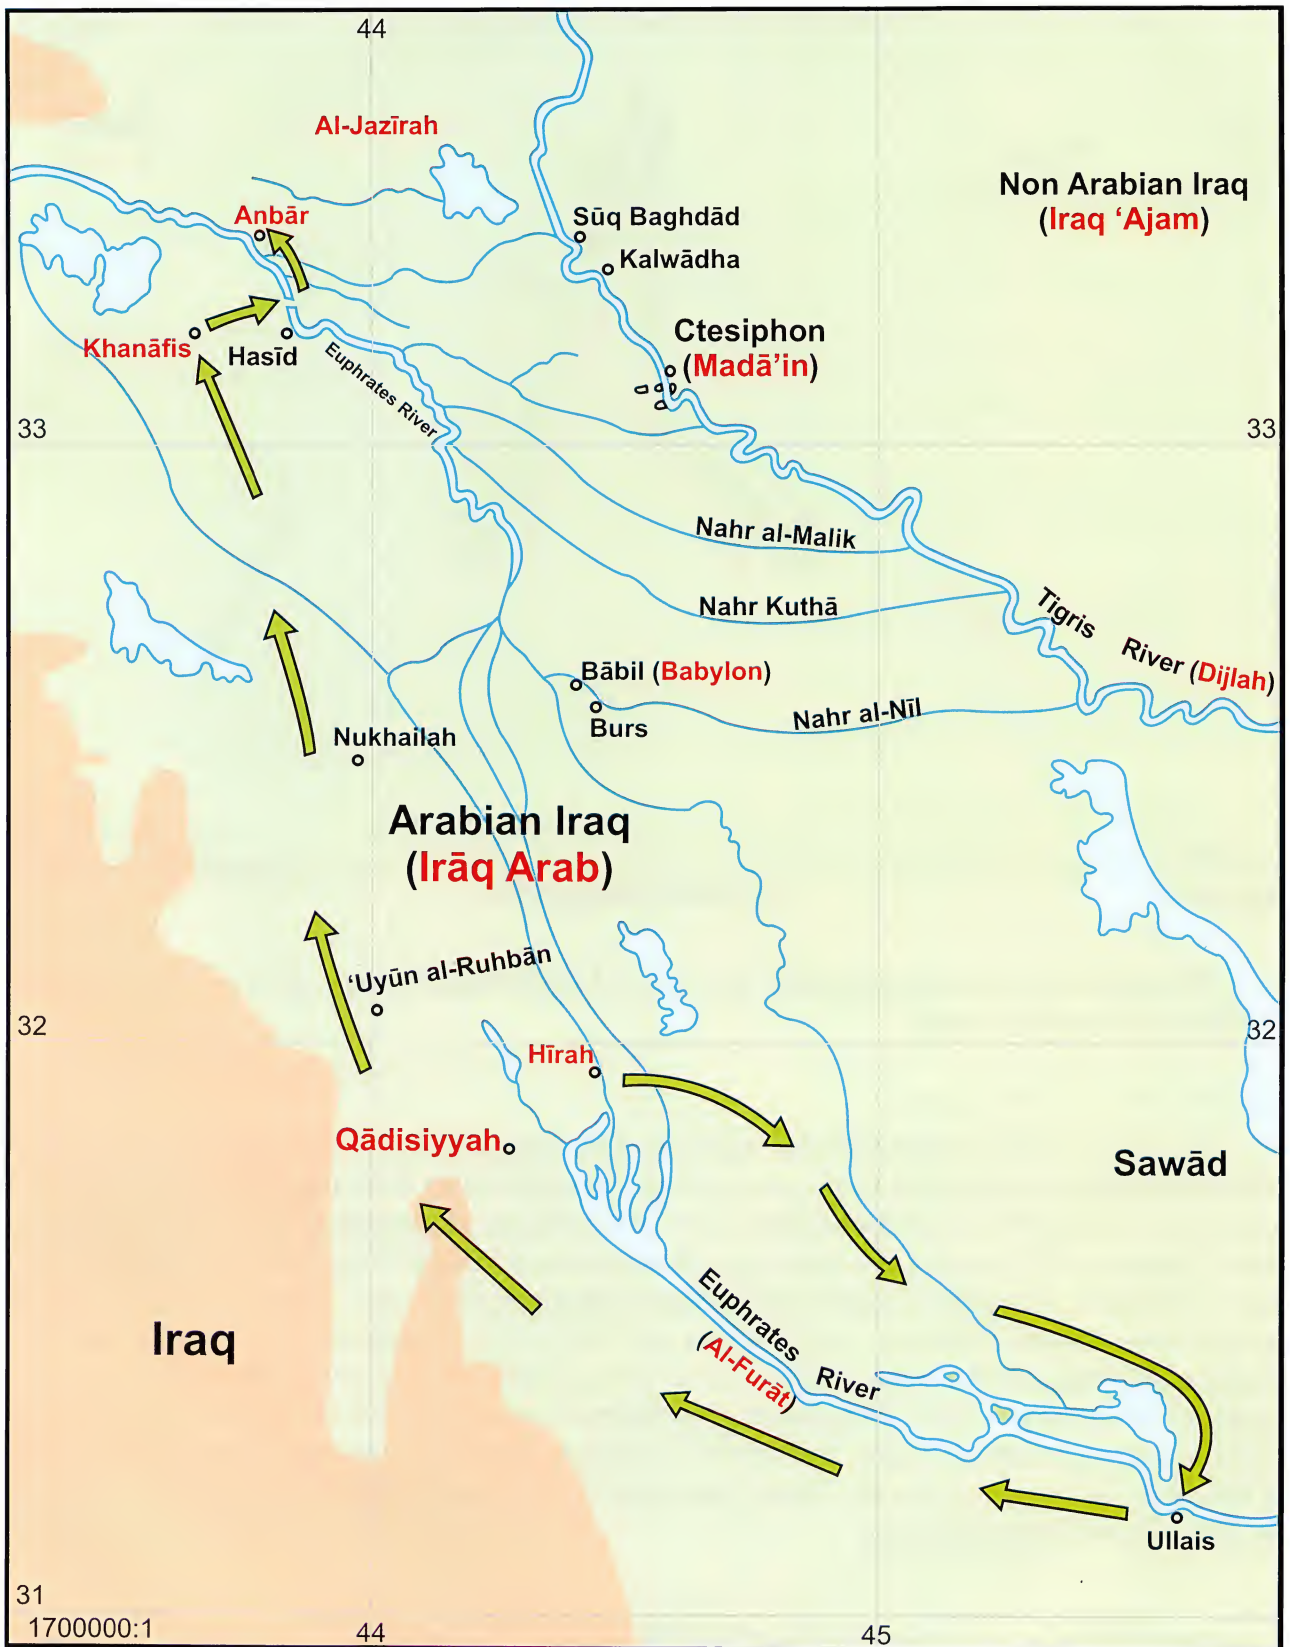 44
Al-Jazīrah
Non Arabian Iraq
(Iraq ‘Ajam)
Anbār
Sūq Baghdād
Kalwādha
Ctesiphon
(Madā’in)
Khanāfis
Hasīd
Euphrates River
33
33
Nahr al-Malik
Nahr Kuthā
Tigris River (Dijlah)
Bābil (Babylon)
Burs
Nahr al-Nīl
Nukhailah
Arabian Iraq
(Irāq Arab)
‘Uyūn al-Ruhbān
32
32
Hīrah
Qādisiyyah
Sawād
Iraq
Euphrates River
(Al-Furāt)
Ullais
31
1700000:1
44
45